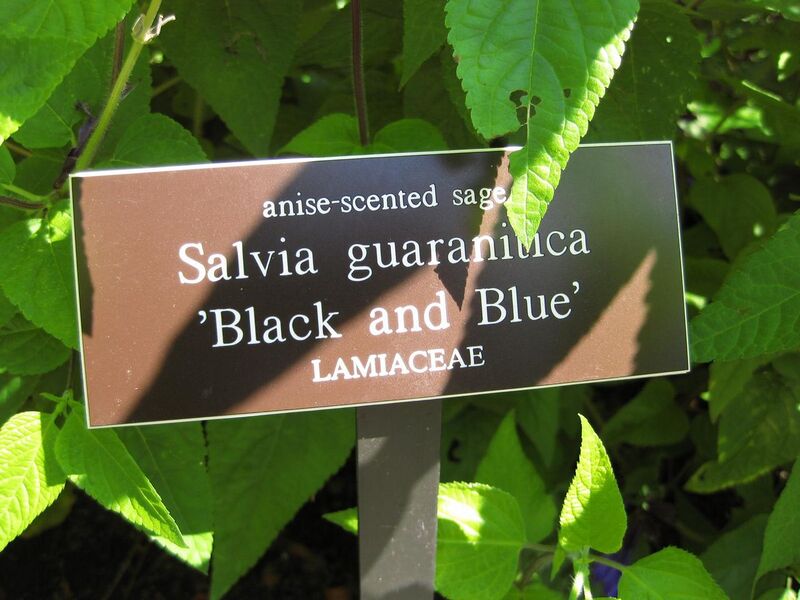 anise-scented sage
Salvia guaranitica
'Black and Blue'
LAMIACEAE